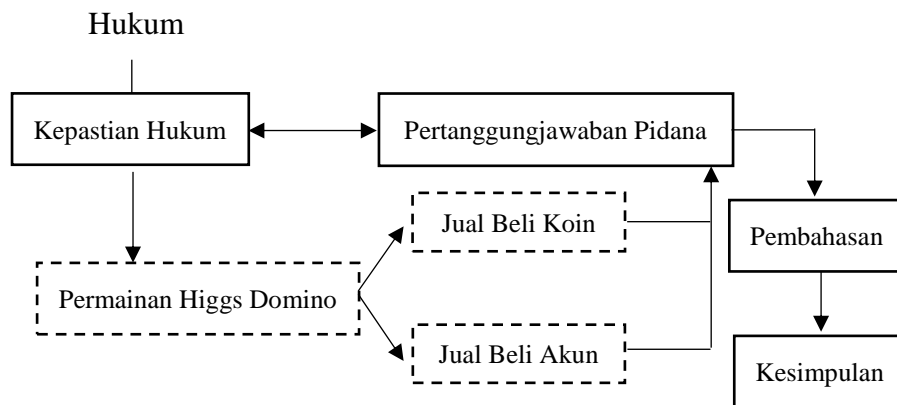 Hukum
Kepastian Hukum
Pertanggungjawaban Pidana
Jual Beli Koin
Pembahasan
Permainan Higgs Domino
Jual Beli Akun
Kesimpulan